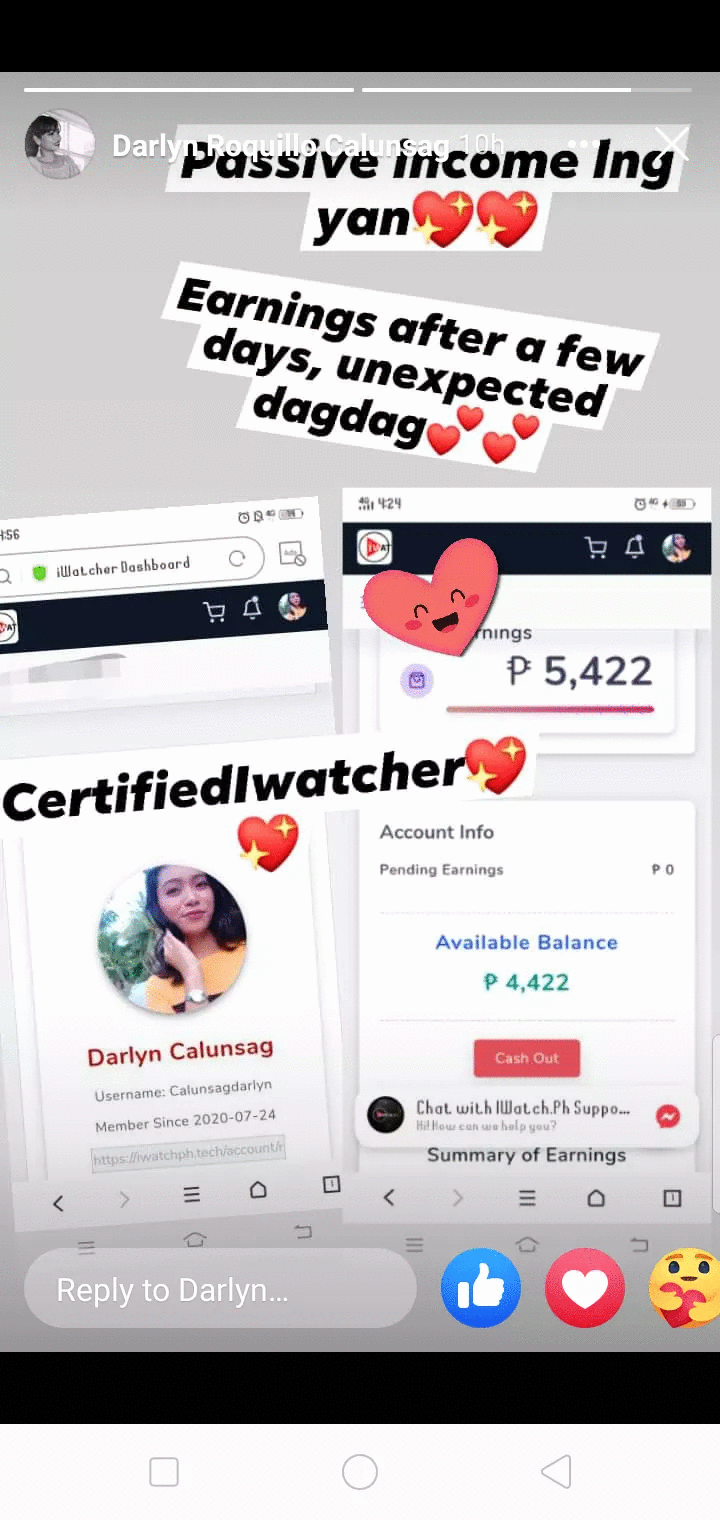 Darlyn Roquillo Calunsag 10h
Passive income lng
yan
Earnings after a few
days, unexpected
dagdag
4:24
iWatcher Dashboard
₱ 5,422
CertifiedIwatcher
Account Info
Pending Earnings ₱ 0
Available Balance
₱ 4,422
Cash Out
Chat with IWatch.Ph Suppo...
Hi! How can we help you?
Summary of Earnings
Darlyn Calunsag
Username: Calunsagdarlyn
Member Since 2020-07-24
https://iwatchph.tech/account/r
Reply to Darlyn...